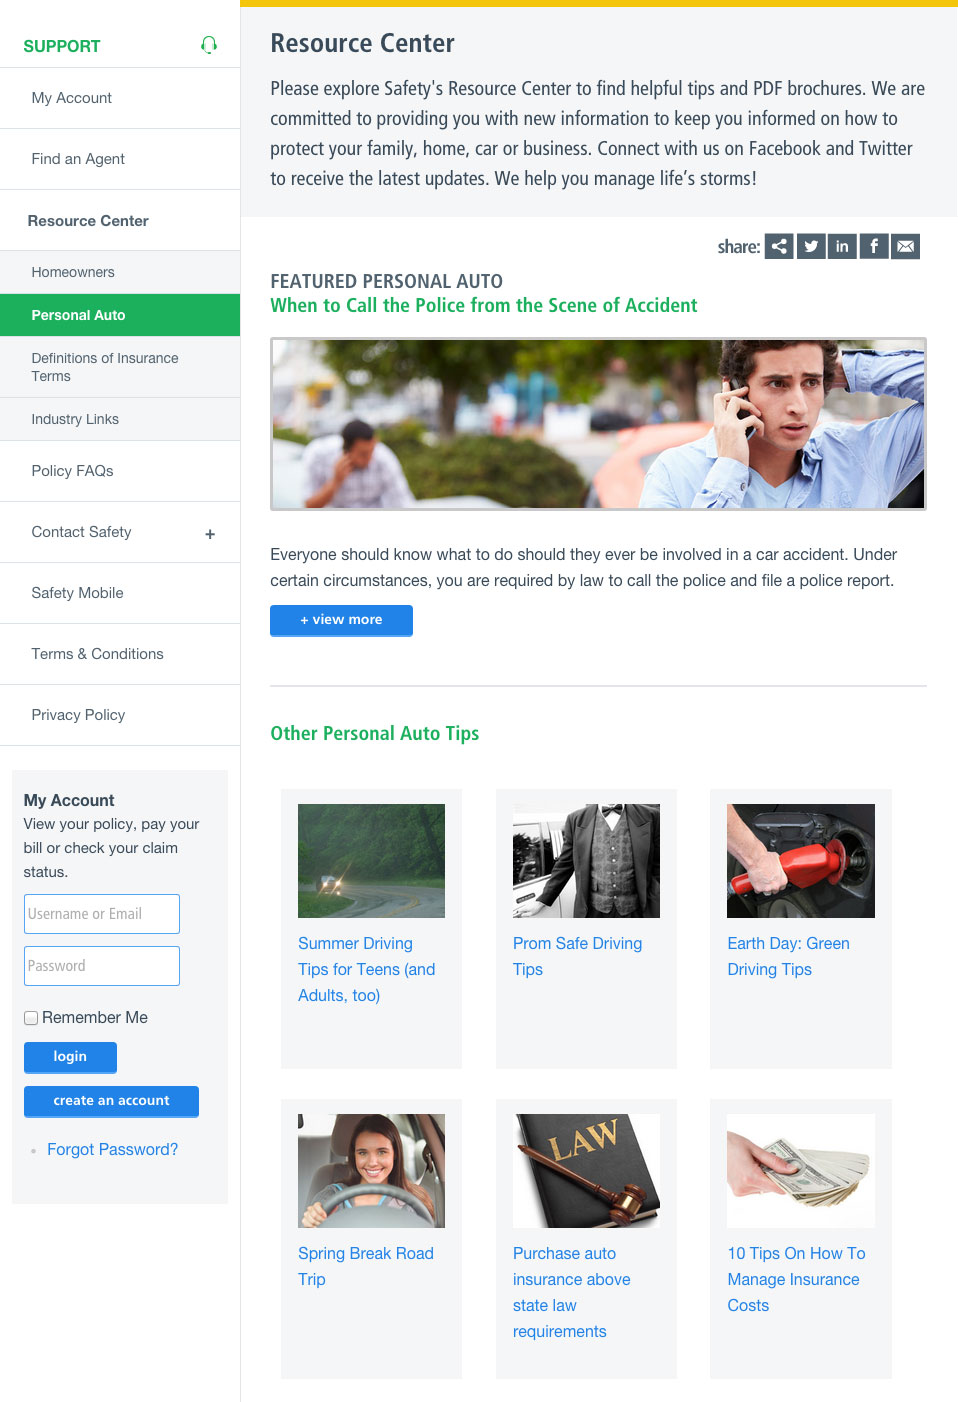 SUPPORT
My Account
Find an Agent
Resource Center
Homeowners
Personal Auto
Definitions of Insurance
Terms
Industry Links
Policy FAQs
Contact Safety +
Safety Mobile
Terms & Conditions
Privacy Policy
My Account
View your policy, pay your
bill or check your claim
status.
Username or Email
Password
Remember Me
login
create an account
Forgot Password?
Resource Center
Please explore Safety's Resource Center to find helpful tips and PDF brochures. We are
committed to providing you with new information to keep you informed on how to
protect your family, home, car or business. Connect with us on Facebook and Twitter
to receive the latest updates. We help you manage life’s storms!
share:
FEATURED PERSONAL AUTO
When to Call the Police from the Scene of Accident
Everyone should know what to do should they ever be involved in a car accident. Under
certain circumstances, you are required by law to call the police and file a police report.
+ view more
Other Personal Auto Tips
Summer Driving
Tips for Teens (and
Adults, too)
Prom Safe Driving
Tips
Earth Day: Green
Driving Tips
Spring Break Road
Trip
LAW
Purchase auto
insurance above
state law
requirements
10 Tips On How To
Manage Insurance
Costs